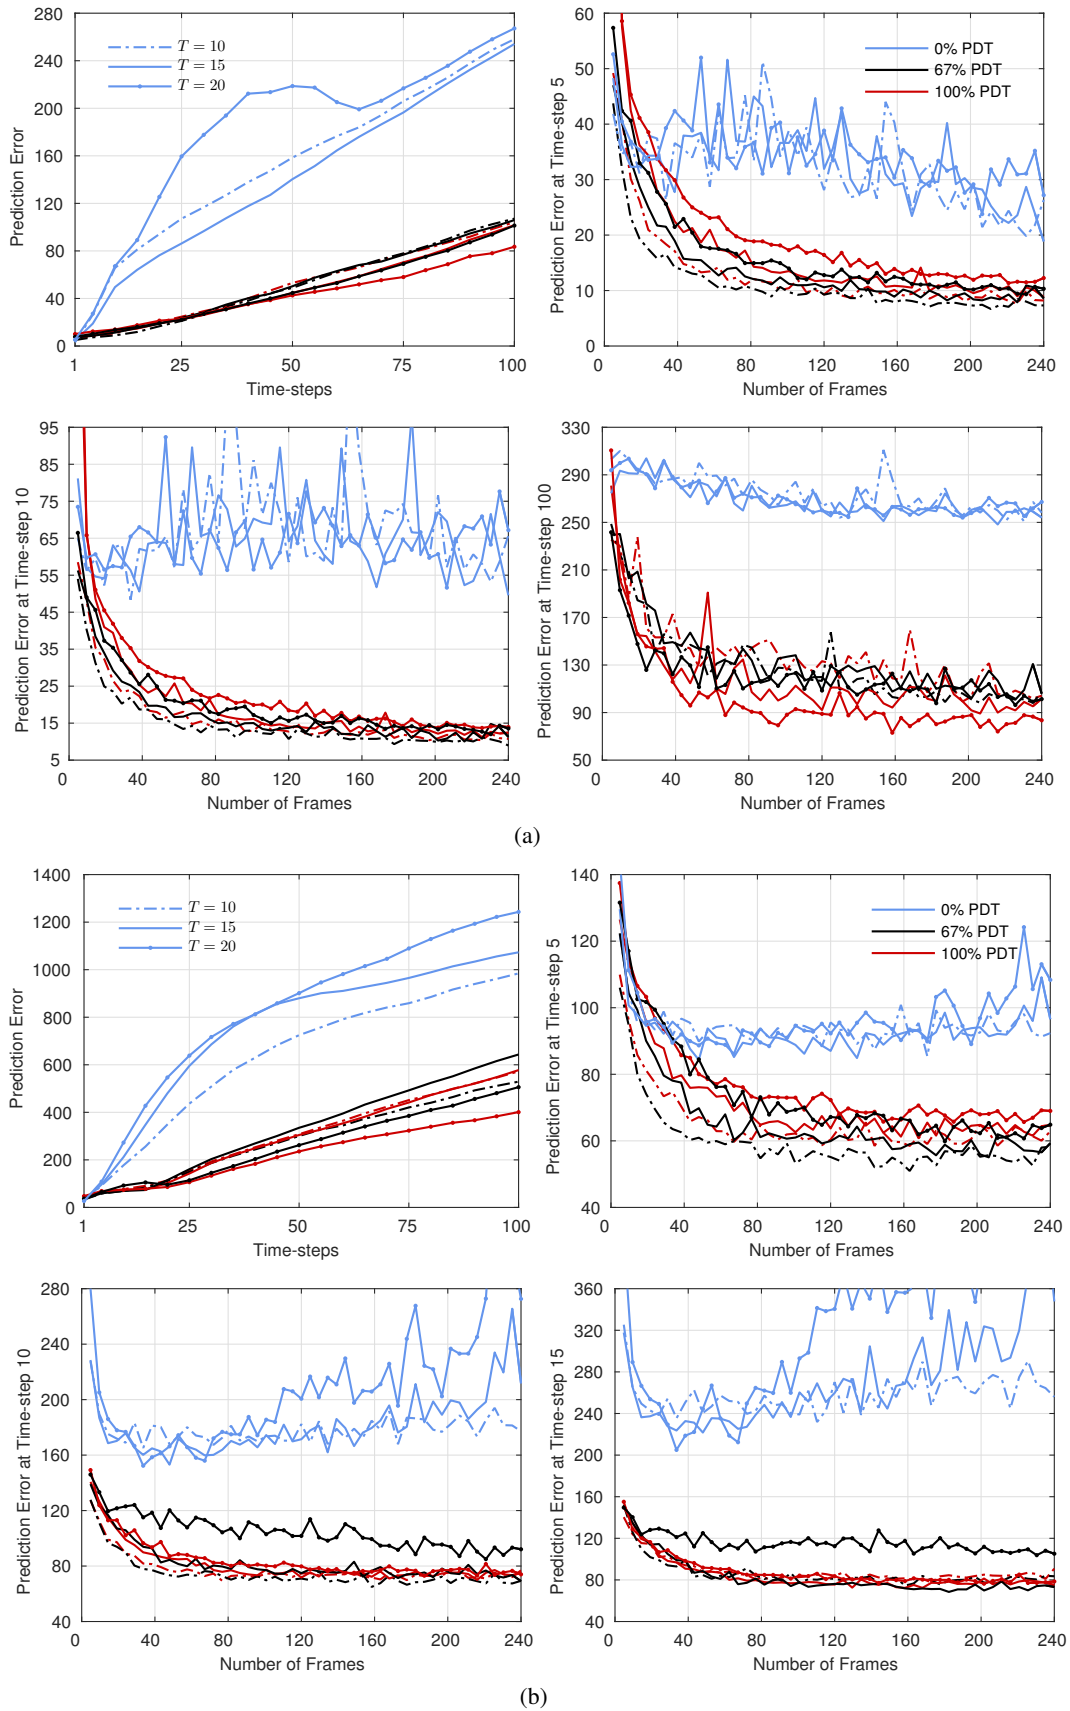 280
240
200
160
120
80
40
0
Prediction Error
T = 10
T = 15
T = 20
1 25 50 75 100
Time-steps
60
50
40
30
20
10
0
Prediction Error at Time-step 5
0% PDT
67% PDT
100% PDT
0 40 80 120 160 200 240
Number of Frames
95
85
75
65
55
45
35
25
15
5
Prediction Error at Time-step 10
0 40 80 120 160 200 240
Number of Frames
330
290
250
210
170
130
90
50
Prediction Error at Time-step 100
0 40 80 120 160 200 240
Number of Frames
(a)
1400
1200
1000
800
600
400
200
0
Prediction Error
T = 10
T = 15
T = 20
1 25 50 75 100
Time-steps
140
120
100
80
60
40
Prediction Error at Time-step 5
0% PDT
67% PDT
100% PDT
0 40 80 120 160 200 240
Number of Frames
280
240
200
160
120
80
40
Prediction Error at Time-step 10
0 40 80 120 160 200 240
Number of Frames
360
320
280
240
200
160
120
80
40
Prediction Error at Time-step 15
0 40 80 120 160 200 240
Number of Frames
(b)